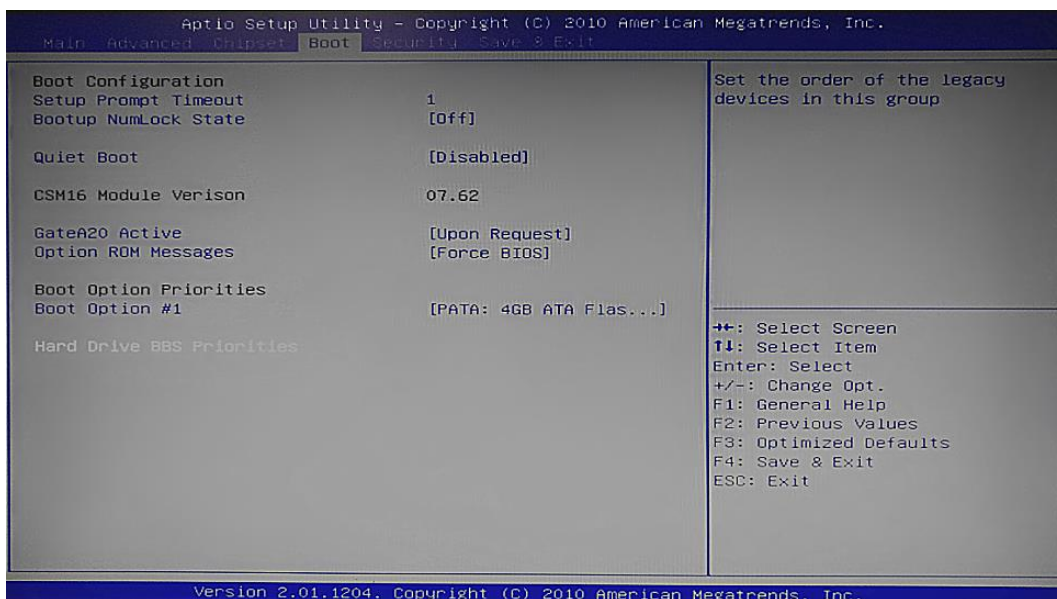 Aptio Setup Utility – Copyright (C) 2010 American Megatrends, Inc.
Main Advanced Chipset Boot Security Save & Exit
Boot Configuration
Setup Prompt Timeout 1
Bootup NumLock State [Off]
Quiet Boot [Disabled]
CSM16 Module Verison 07.62
GateA20 Active [Upon Request]
Option ROM Messages [Force BIOS]
Boot Option Priorities
Boot Option #1 [PATA: 4GB ATA Flas...]
Hard Drive BBS Priorities
Set the order of the legacy
devices in this group
→←: Select Screen
↑↓: Select Item
Enter: Select
+/-: Change Opt.
F1: General Help
F2: Previous Values
F3: Optimized Defaults
F4: Save & Exit
ESC: Exit
Version 2.01.1204. Copyright (C) 2010 American Megatrends, Inc.